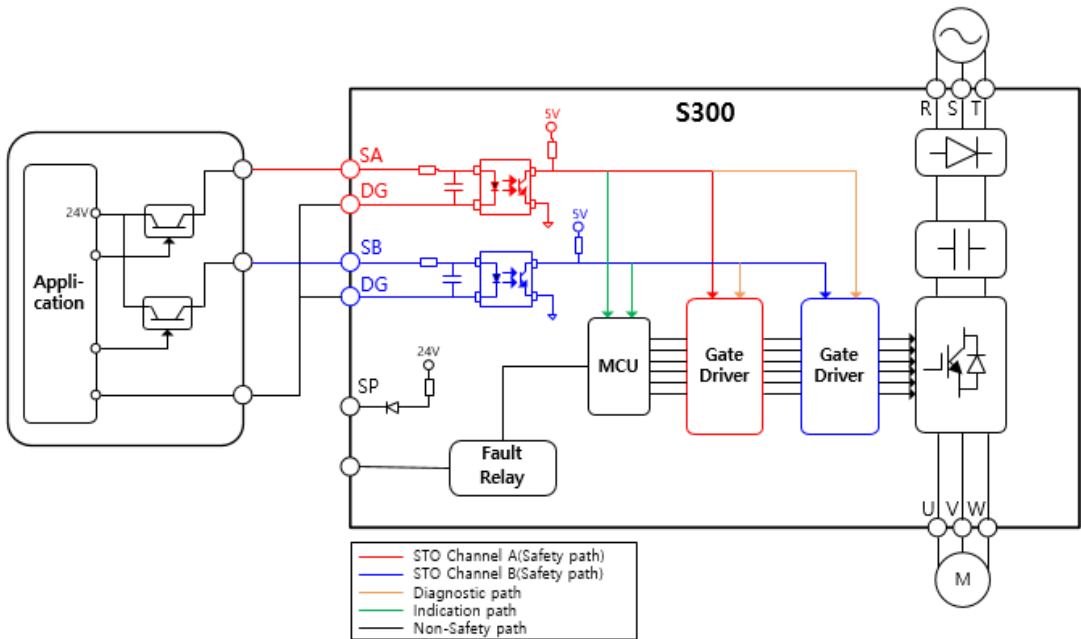 R S T
S300
5V
SA
DG
24V
5V
SB
DG
Appli-
cation
24V
SP
MCU
Gate
Driver
Gate
Driver
Fault
Relay
U V W
M
STO Channel A(Safety path)
STO Channel B(Safety path)
Diagnostic path
Indication path
Non-Safety path